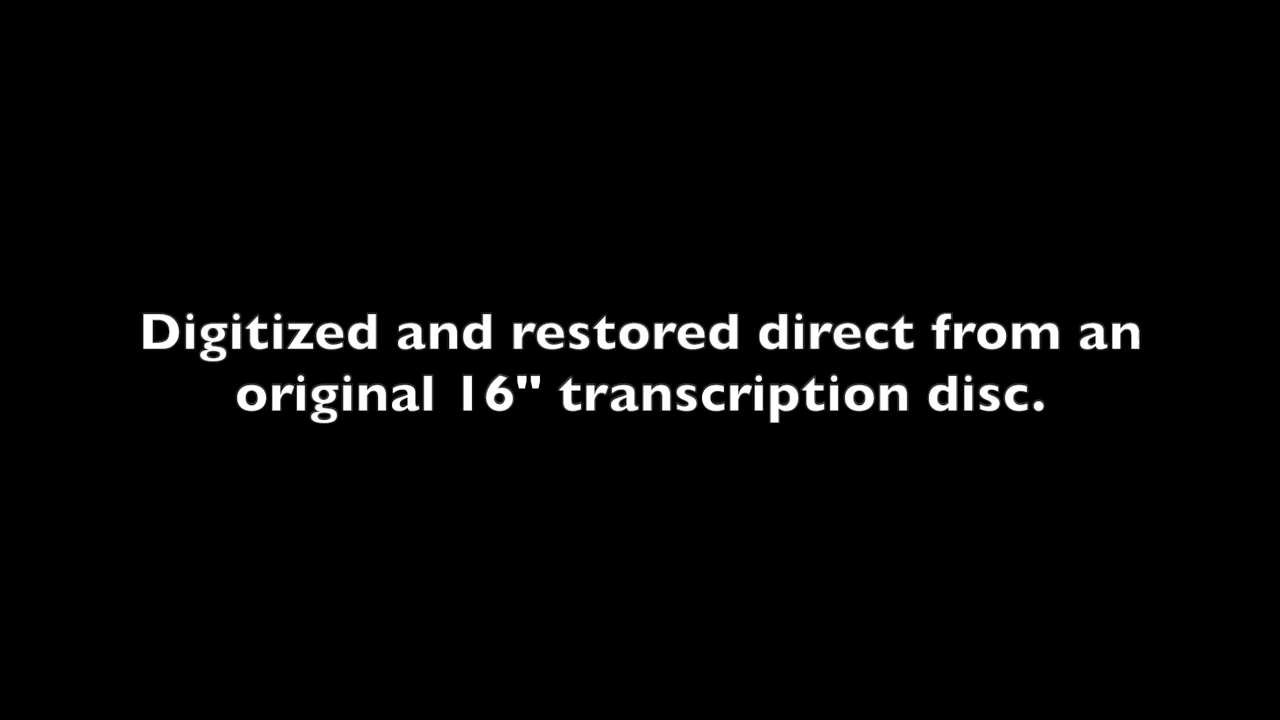 Digitized and restored direct from an
original 16" transcription disc.